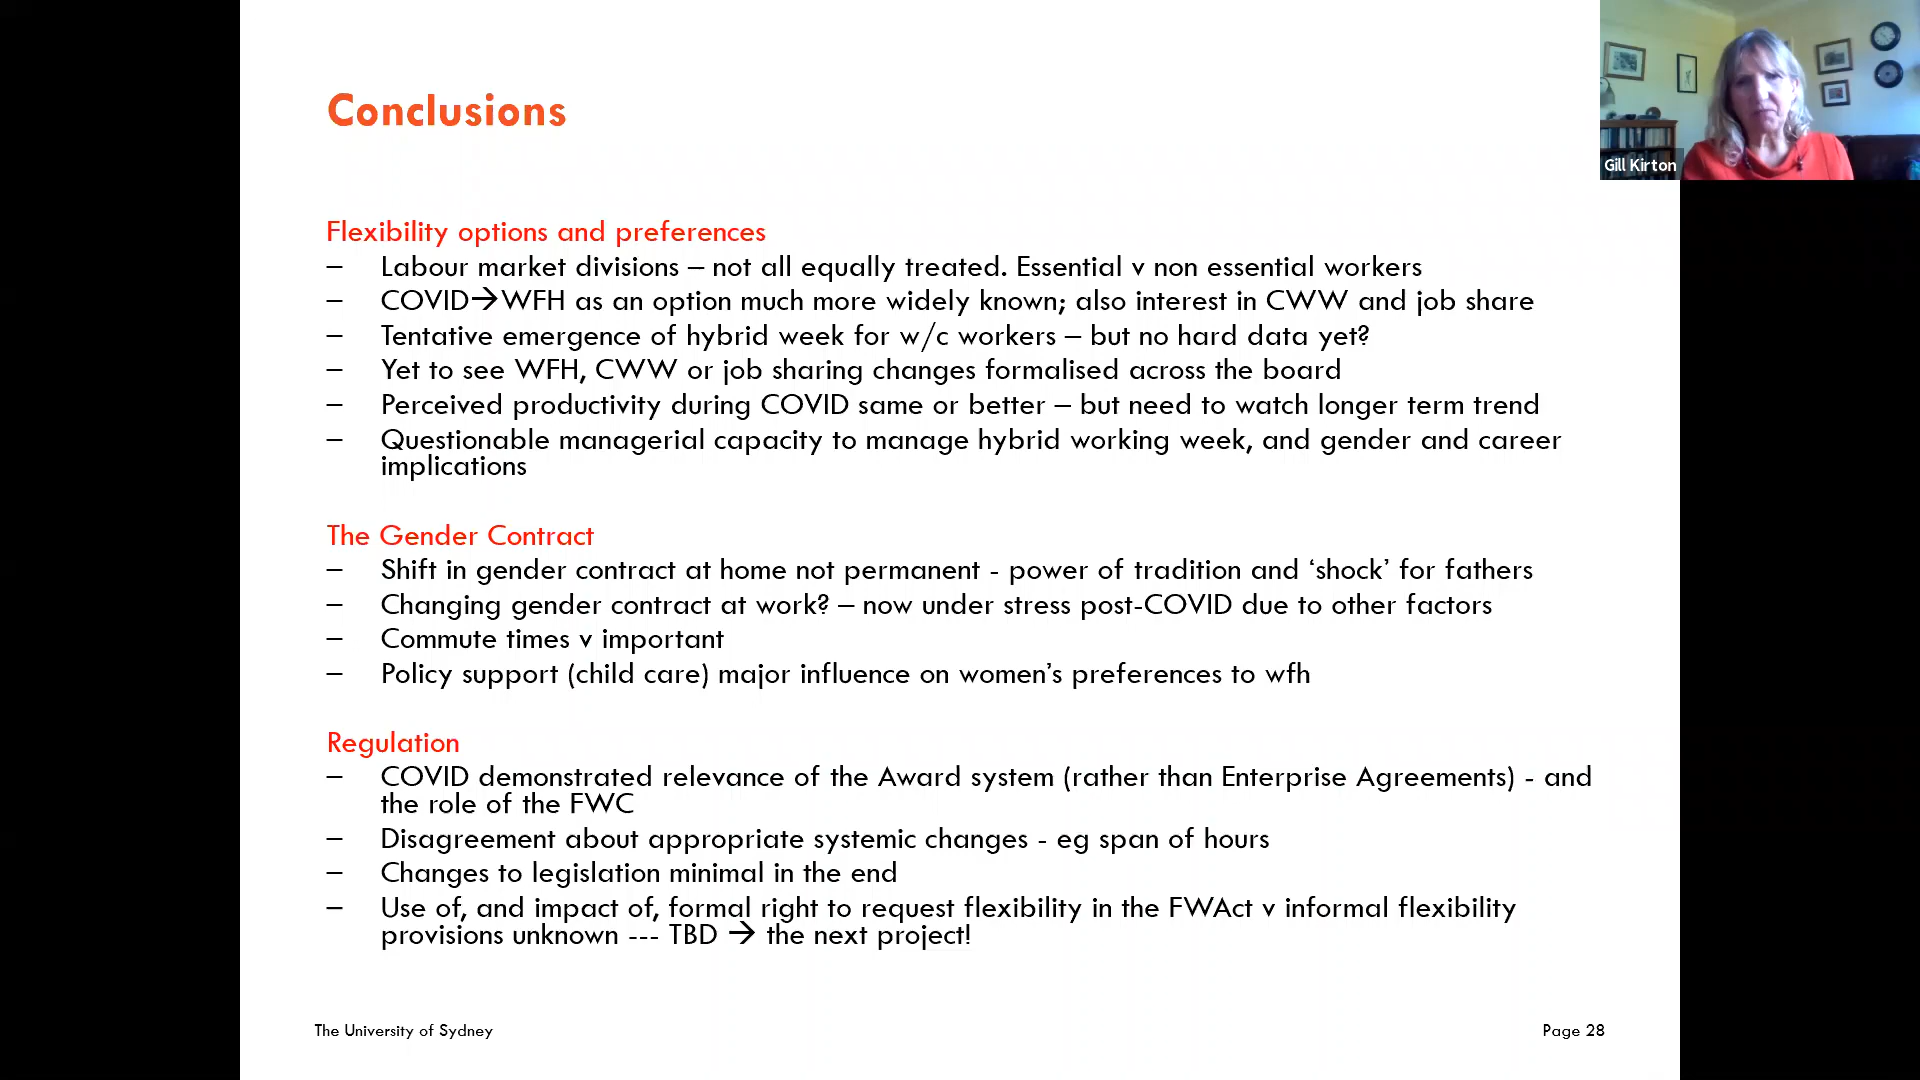 Conclusions
Gill Kirton
Flexibility options and preferences
– Labour market divisions – not all equally treated. Essential v non essential workers
– COVID→WFH as an option much more widely known; also interest in CWW and job share
– Tentative emergence of hybrid week for w/c workers – but no hard data yet?
– Yet to see WFH, CWW or job sharing changes formalised across the board
– Perceived productivity during COVID same or better – but need to watch longer term trend
– Questionable managerial capacity to manage hybrid working week, and gender and career
implications
The Gender Contract
– Shift in gender contract at home not permanent - power of tradition and ‘shock’ for fathers
– Changing gender contract at work? – now under stress post-COVID due to other factors
– Commute times v important
– Policy support (child care) major influence on women’s preferences to wfh
Regulation
– COVID demonstrated relevance of the Award system (rather than Enterprise Agreements) - and
the role of the FWC
– Disagreement about appropriate systemic changes - eg span of hours
– Changes to legislation minimal in the end
– Use of, and impact of, formal right to request flexibility in the FWAct v informal flexibility
provisions unknown --- TBD → the next project!
The University of Sydney
Page 28